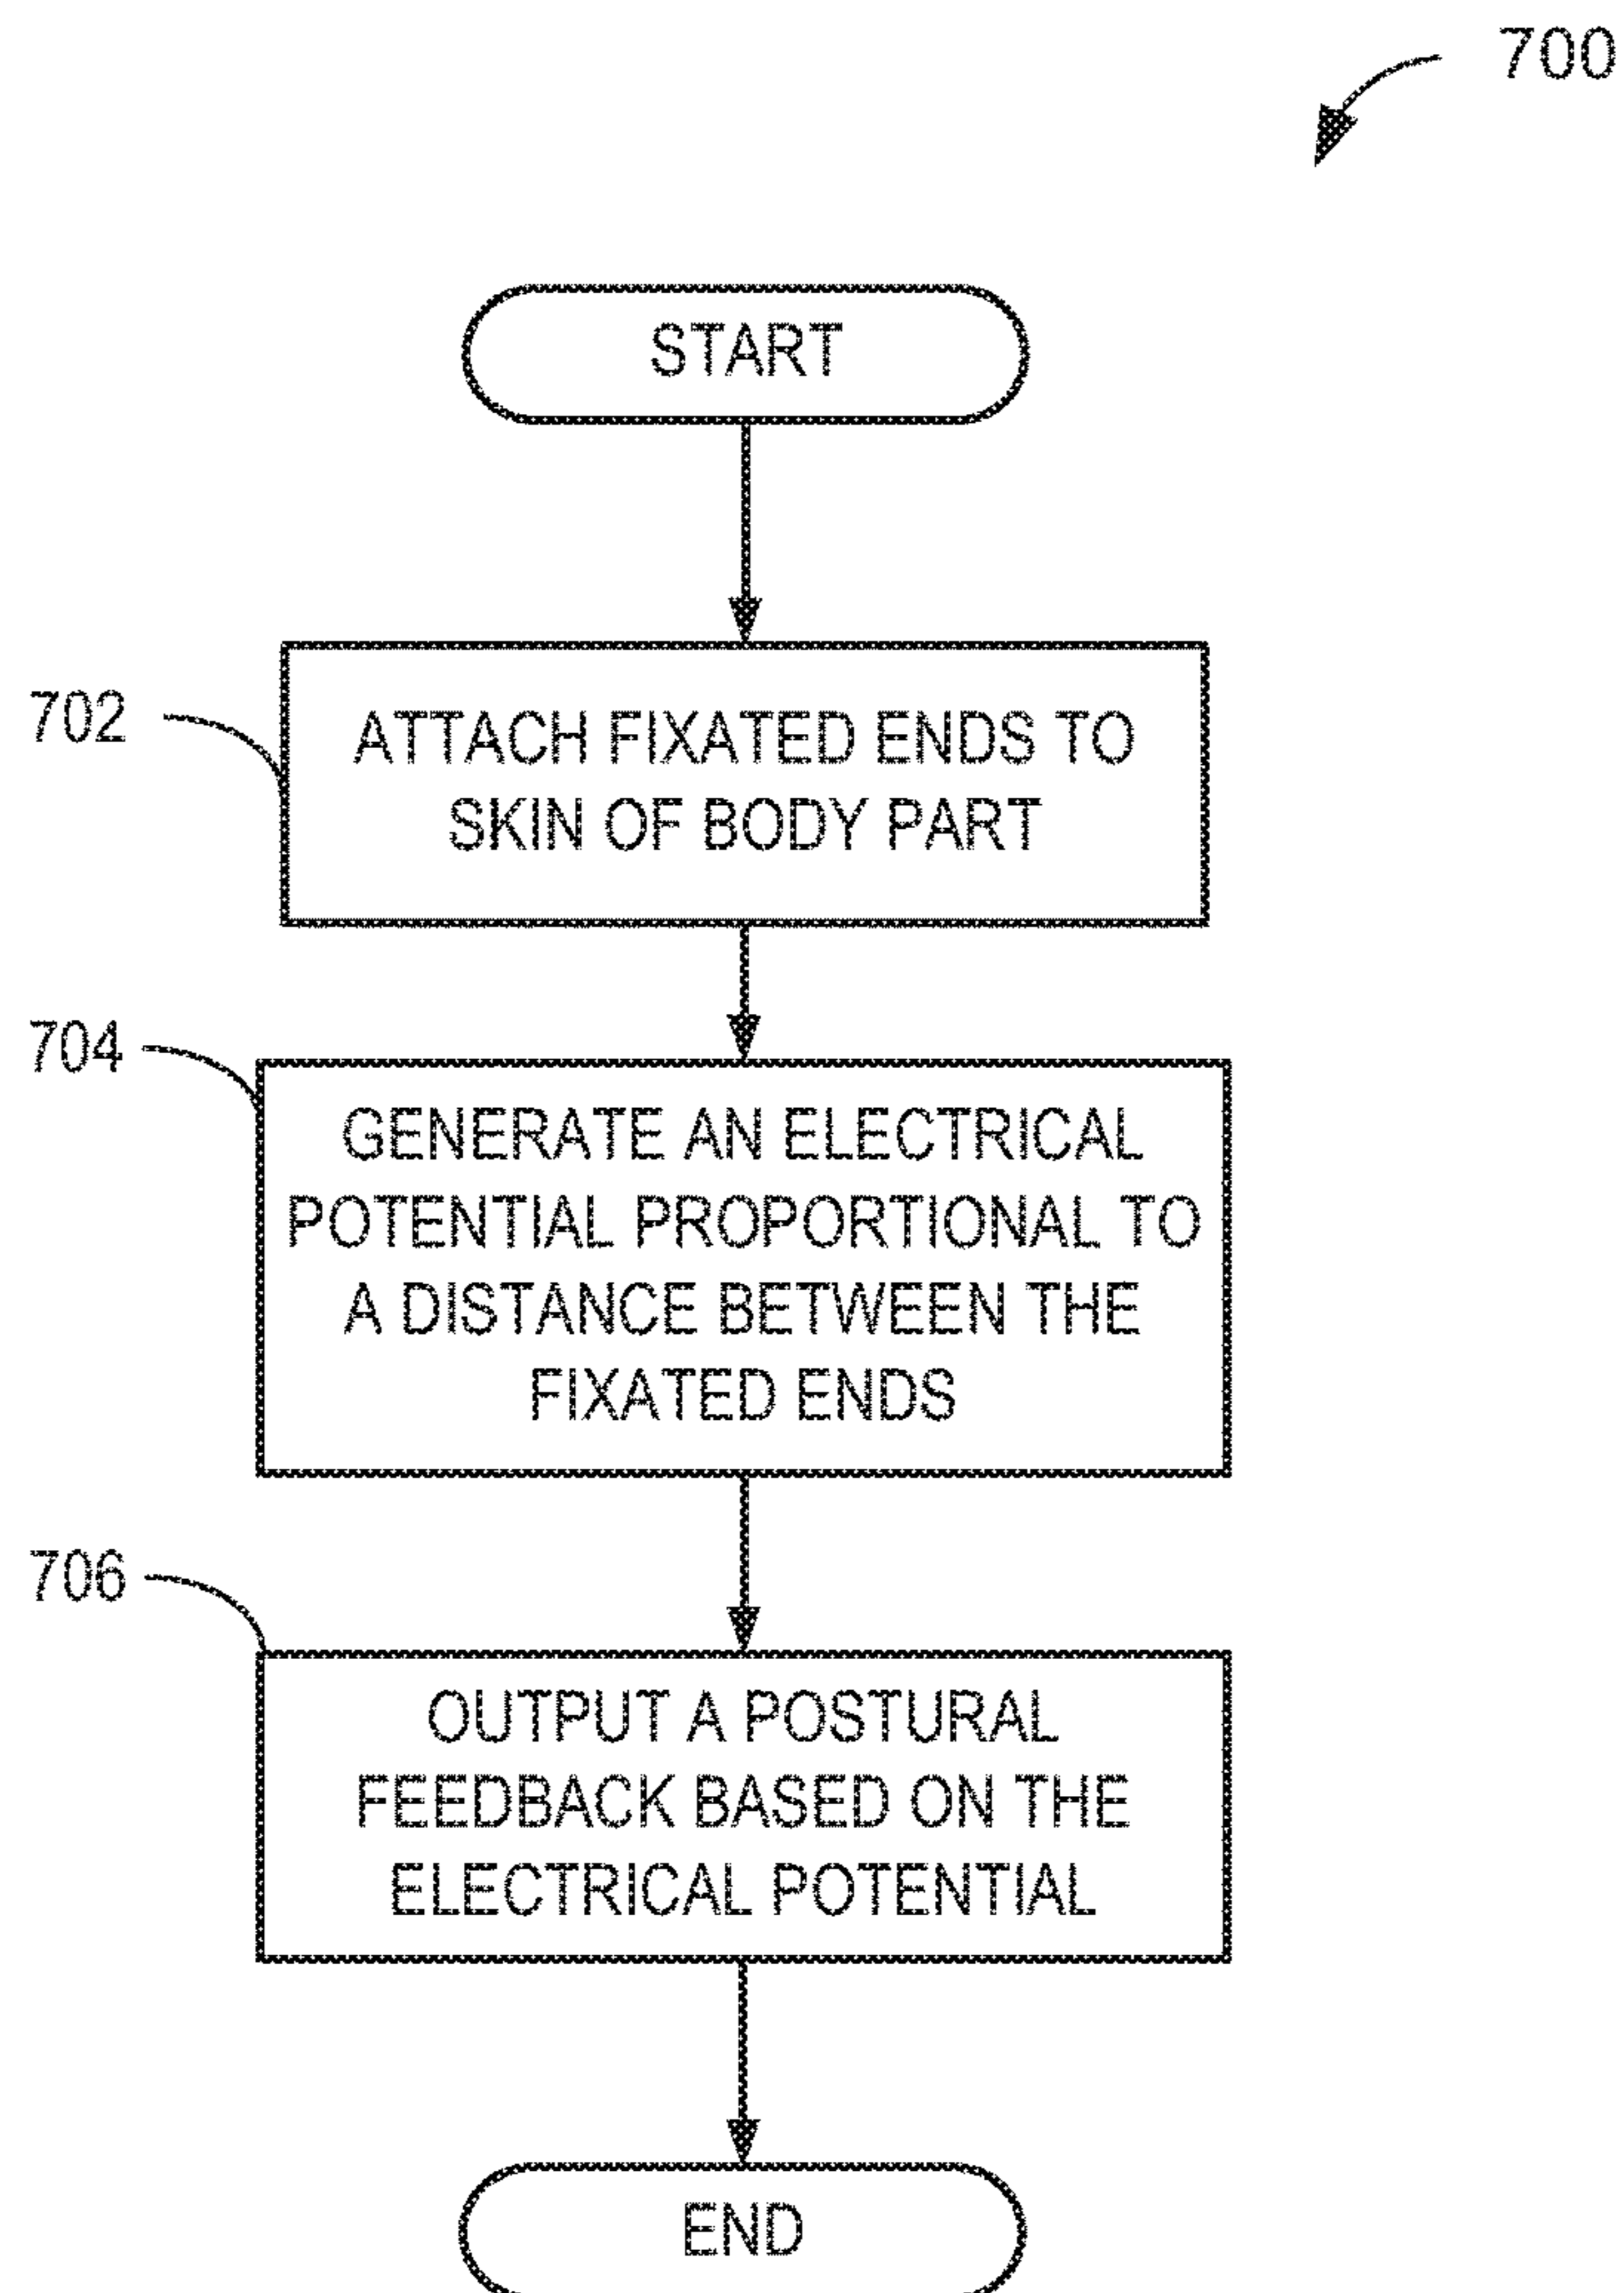 700
START
702
ATTACH FIXATED ENDS TO
SKIN OF BODY PART
704
GENERATE AN ELECTRICAL
POTENTIAL PROPORTIONAL TO
A DISTANCE BETWEEN THE
FIXATED ENDS
706
OUTPUT A POSTURAL
FEEDBACK BASED ON THE
ELECTRICAL POTENTIAL
END